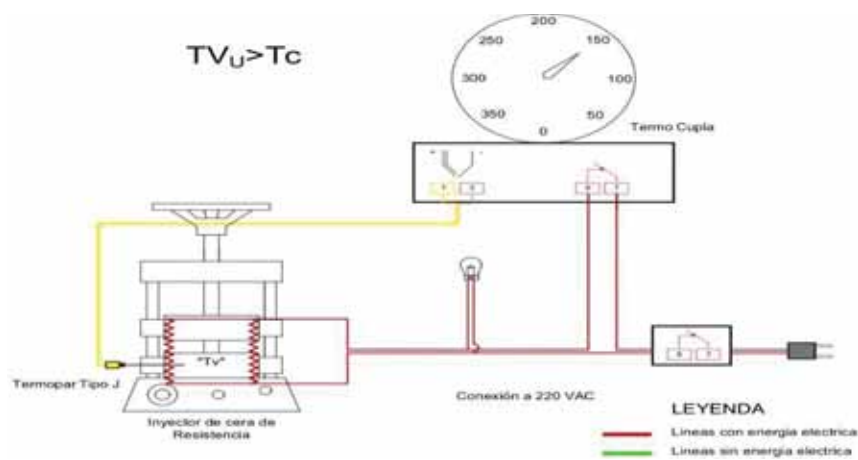 TVU>Tc
200
250
150
300
100
350
50
0
Termo Cupla
"Tv"
Termopar Tipo J
Inyector de cera de
Resistencia
Conexión a 220 VAC
LEYENDA
Lineas con energia electrica
Lineas sin energia electrica